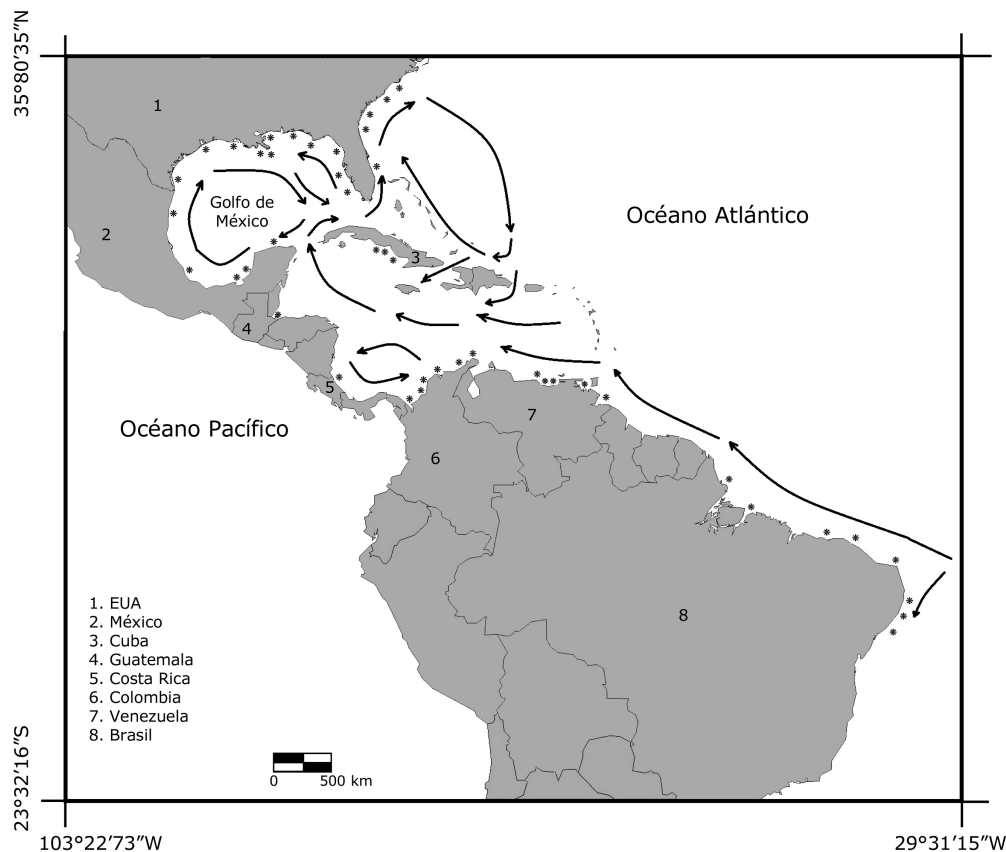 35°80'35”N
1
Golfo de
México
Océano Atlántico
2
3
4
5
7
Océano Pacífico
6
1. EUA
2. México
3. Cuba
4. Guatemala
5. Costa Rica
6. Colombia
7. Venezuela
8. Brasil
8
0 500 km
23°32'16”S
103°22'73”W
29°31'15”W